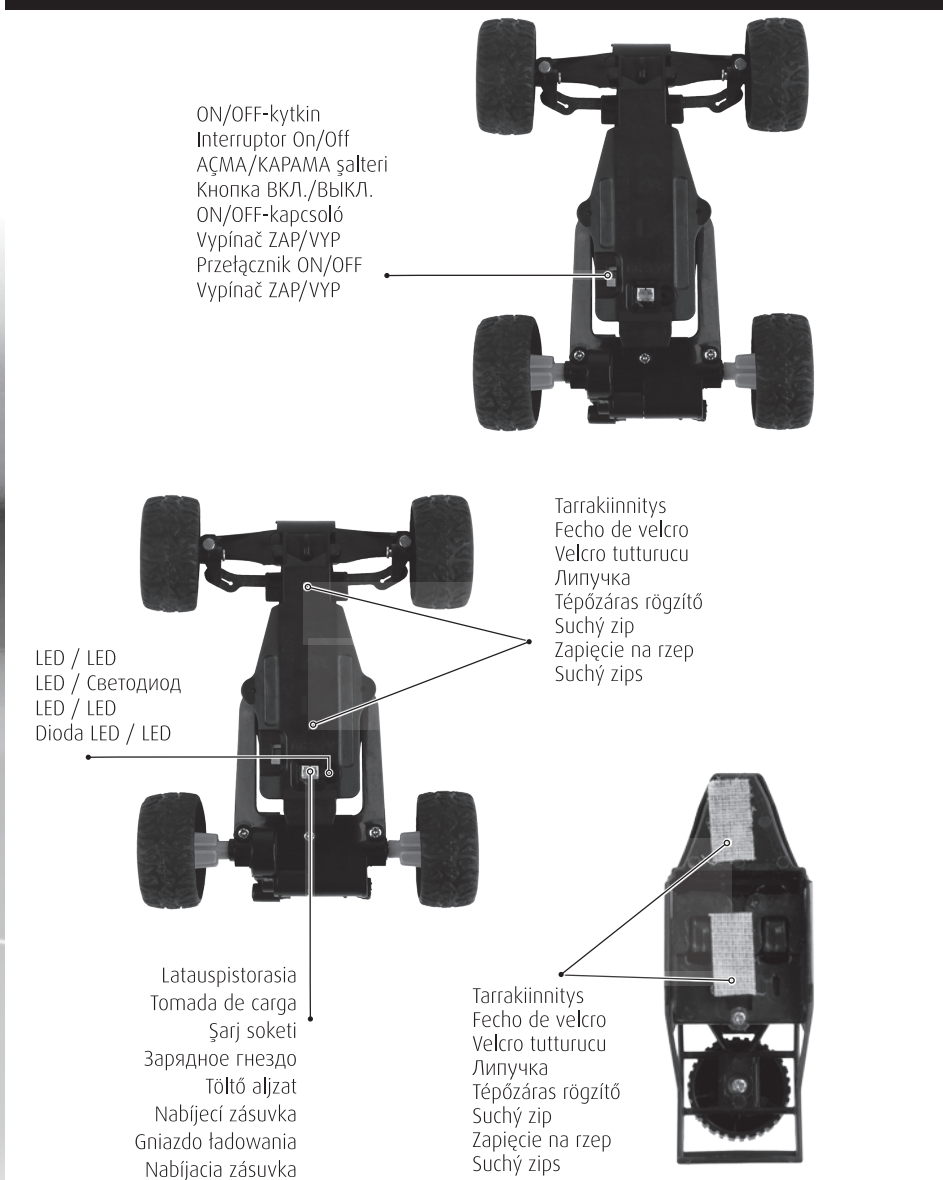 ON/OFF-kytkin
Interruptor On/Off
AÇMA/KAPAMA şalteri
Кнопка ВКЛ./ВЫКЛ.
ON/OFF-kapcsoló
Vypínač ZAP/VYP
Przełącznik ON/OFF
Vypínač ZAP/VYP
Tarrakiinnitys
Fecho de velcro
Velcro tutturucu
Липучка
Tépőzáras rögzítő
Suchý zip
Zapięcie na rzep
Suchý zips
LED / LED
LED / Светодиод
LED / LED
Dioda LED / LED
Latauspistorasia
Tomada de carga
Şarj soketi
Зарядное гнездо
Töltő aljzat
Nabíjecí zásuvka
Gniazdo ładowania
Nabíjacia zásuvka
Tarrakiinnitys
Fecho de velcro
Velcro tutturucu
Липучка
Tépőzáras rögzítő
Suchý zip
Zapięcie na rzep
Suchý zips